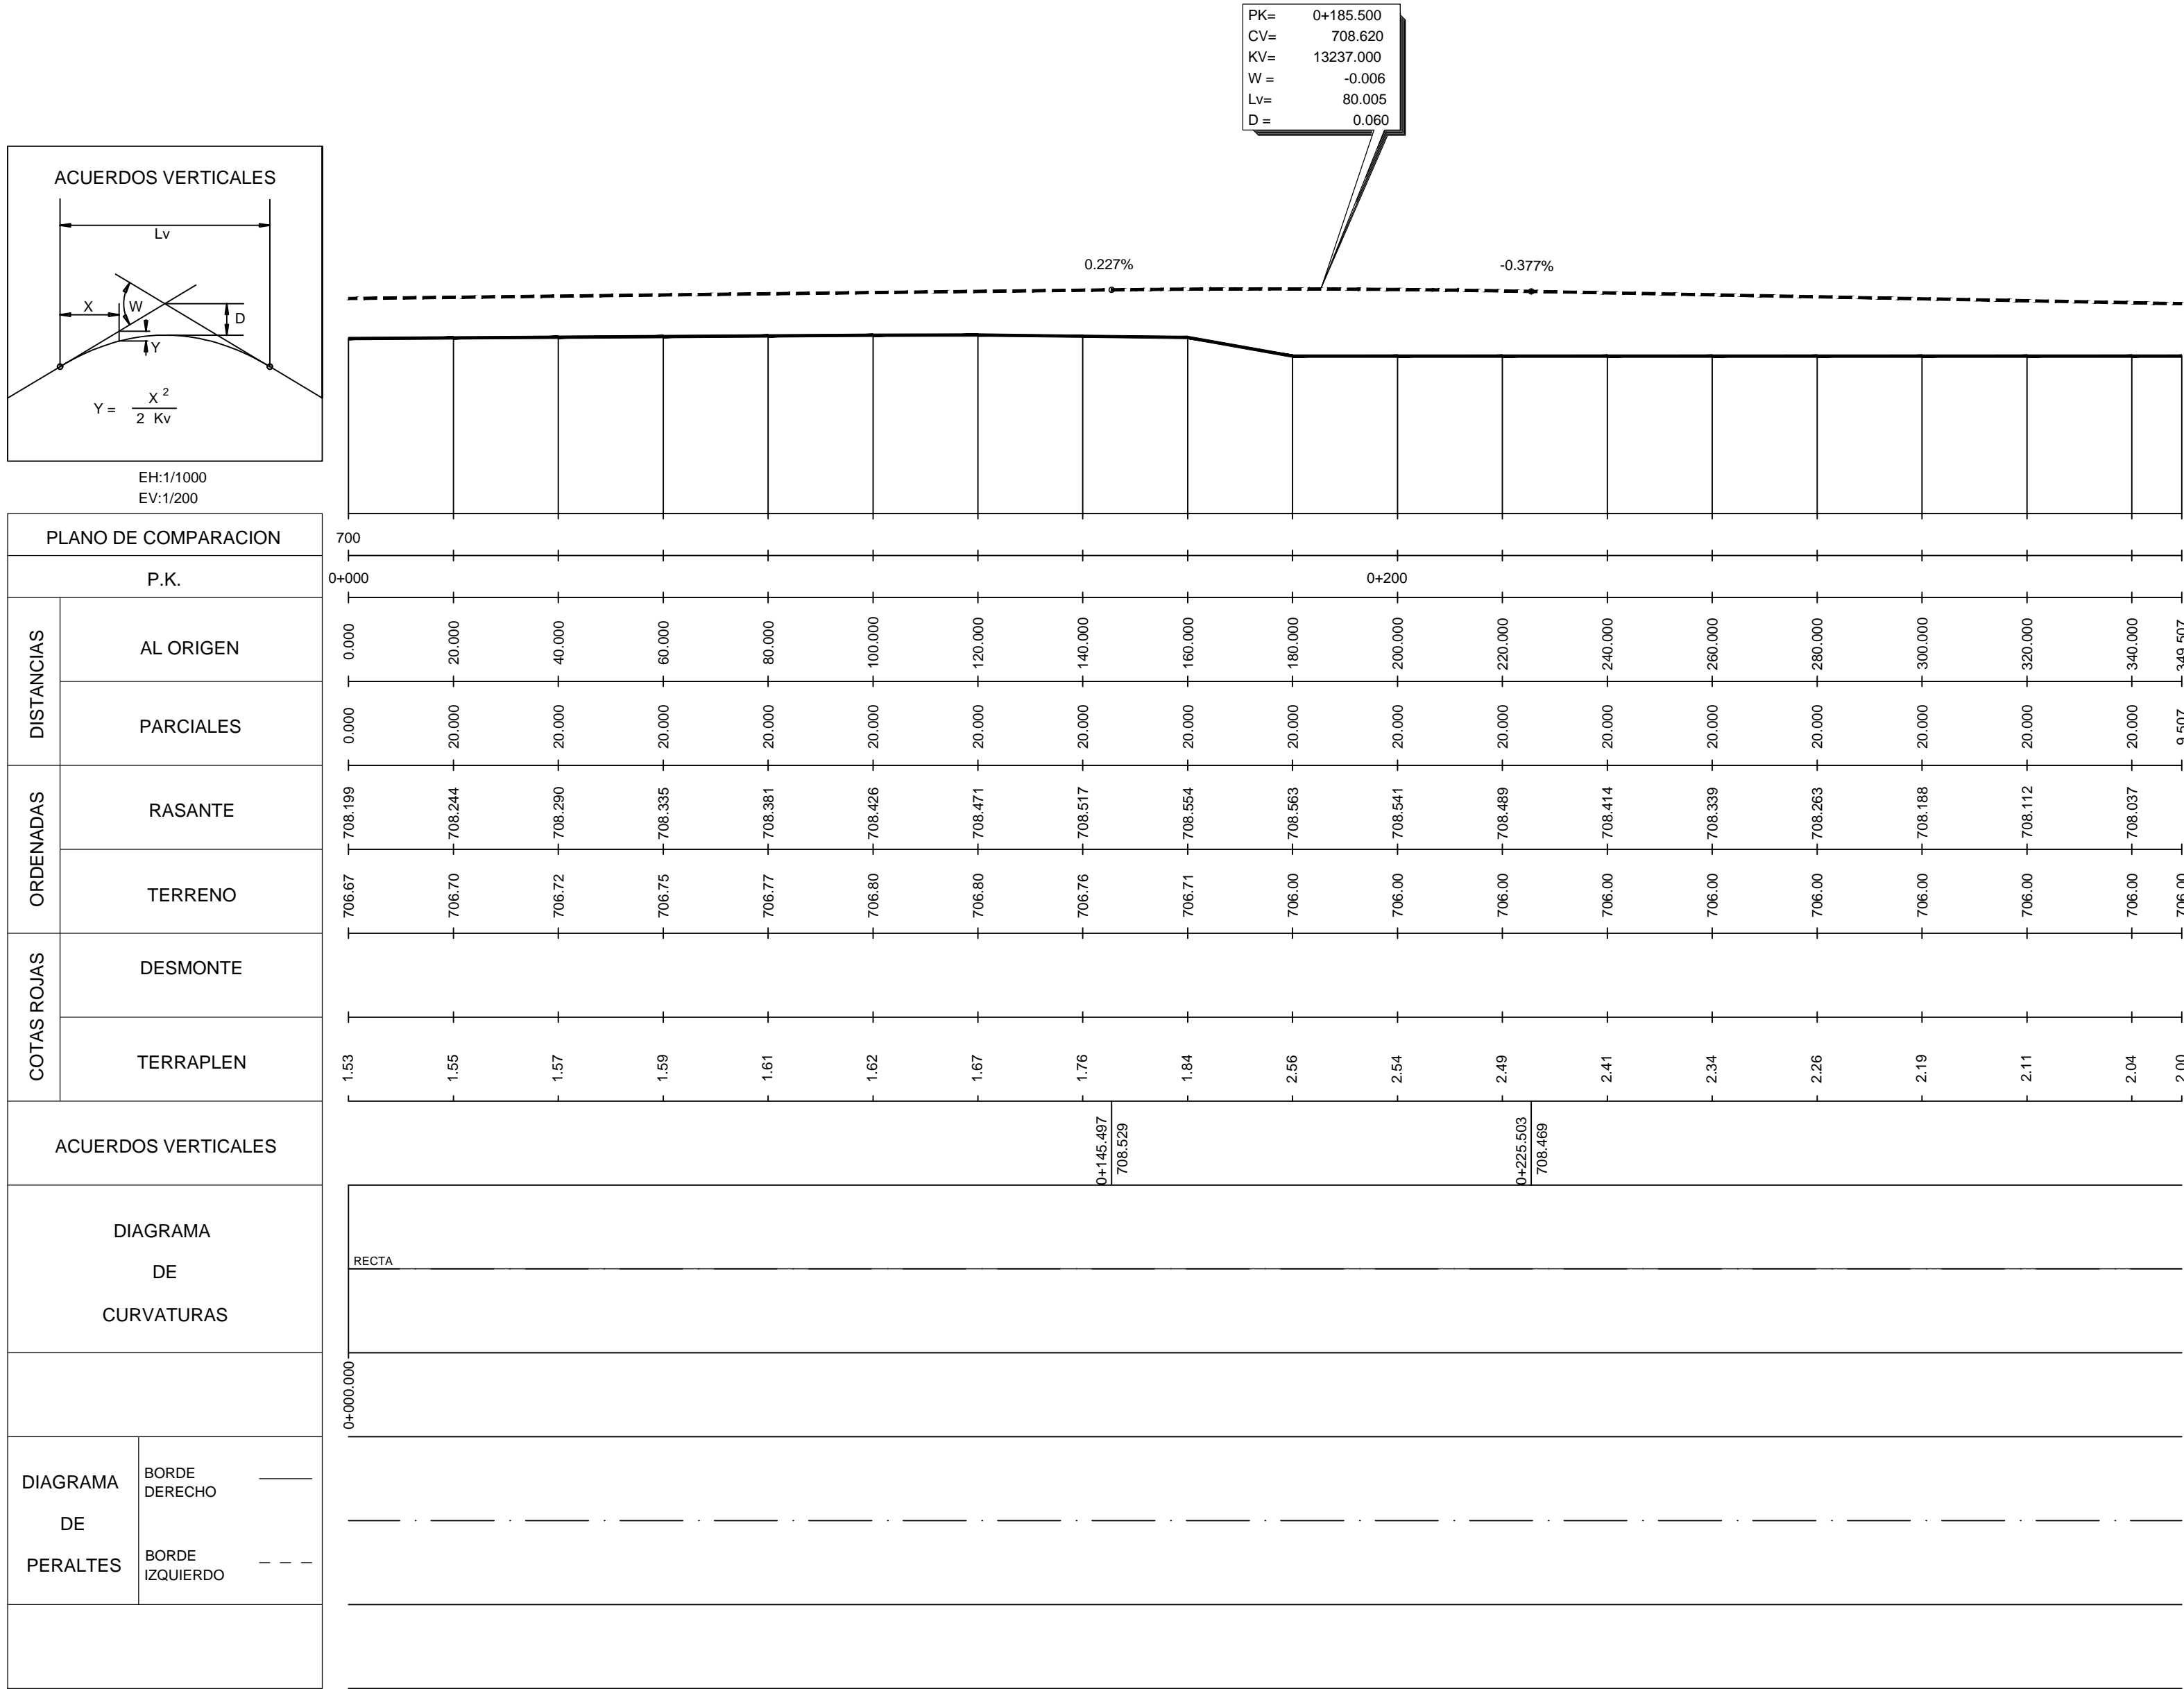 PK= 0+185.500
CV= 708.620
KV= 13237.000
W = -0.006
Lv= 80.005
D = 0.060
ACUERDOS VERTICALES
Lv
X
W
D
Y
Y = X 2
2 Kv
0.227%
-0.377%
EH:1/1000
EV:1/200
PLANO DE COMPARACION 700
P.K. 0+000 0+200
DISTANCIAS
AL ORIGEN 0.000 20.000 40.000 60.000 80.000 100.000 120.000 140.000 160.000 180.000 200.000 220.000 240.000 260.000 280.000 300.000 320.000 340.000 349.507
PARCIALES 0.000 20.000 20.000 20.000 20.000 20.000 20.000 20.000 20.000 20.000 20.000 20.000 20.000 20.000 20.000 20.000 20.000 20.000 9.507
ORDENADAS
RASANTE 708.199 708.244 708.290 708.335 708.381 708.426 708.471 708.517 708.554 708.563 708.541 708.489 708.414 708.339 708.263 708.188 708.112 708.037
TERRENO 706.67 706.70 706.72 706.75 706.77 706.80 706.80 706.76 706.71 706.00 706.00 706.00 706.00 706.00 706.00 706.00 706.00 706.00 706.00
COTAS ROJAS
DESMONTE
TERRAPLEN 1.53 1.55 1.57 1.59 1.61 1.62 1.67 1.76 1.84 2.56 2.54 2.49 2.41 2.34 2.26 2.19 2.11 2.04 2.00
ACUERDOS VERTICALES
0+145.497
708.529
0+225.503
708.469
DIAGRAMA
DE
CURVATURAS
RECTA
0+000.000
DIAGRAMA
DE
PERALTES
BORDE
DERECHO
BORDE
IZQUIERDO